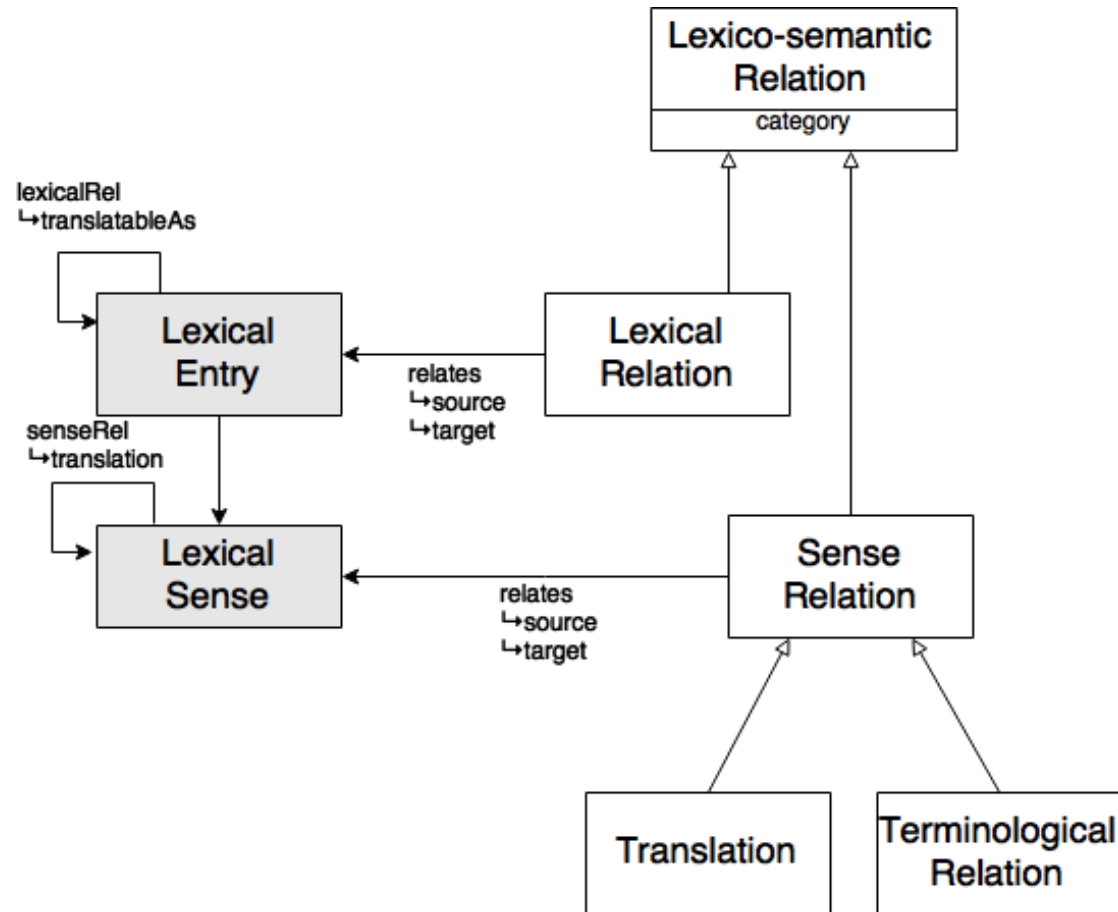 Lexico-semantic
Relation
category
lexicalRel
↳translatableAs
Lexical
Entry
relates
↳source
↳target
Lexical
Relation
senseRel
↳translation
Lexical
Sense
relates
↳source
↳target
Sense
Relation
Translation
Terminological
Relation